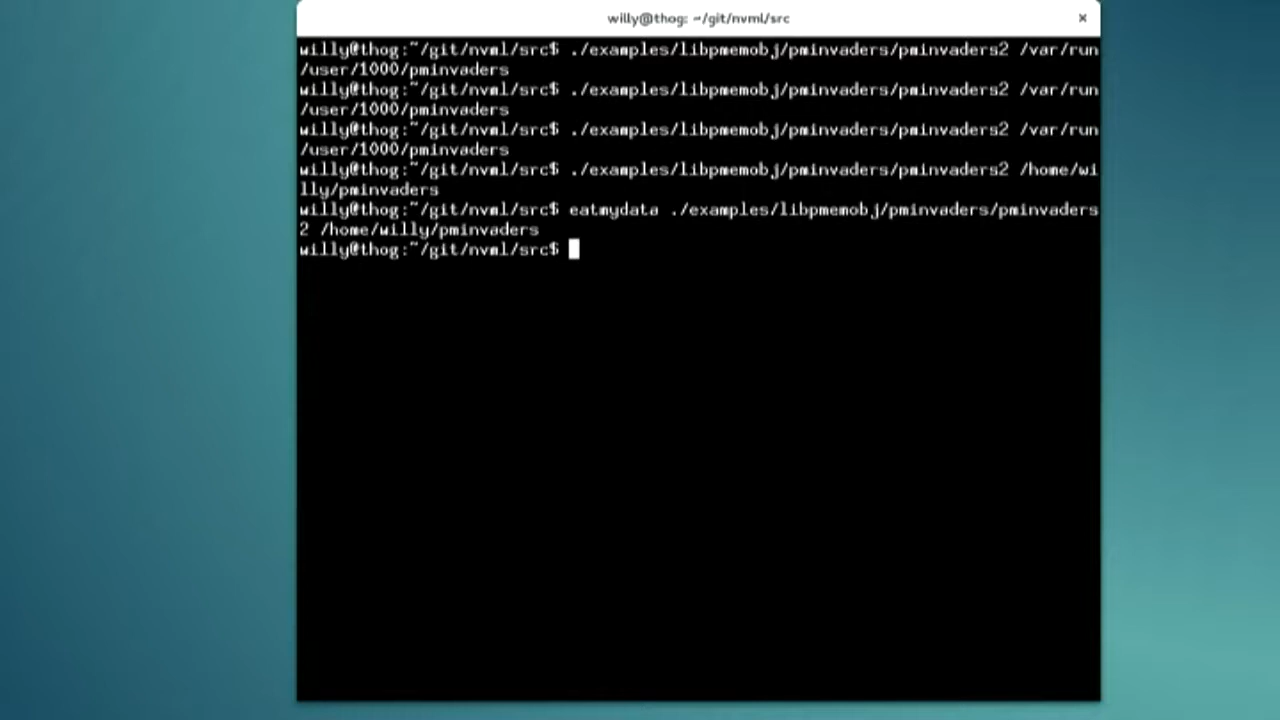 willy@thog: ~/git/nvml/src ×
willy@thog:~/git/nvml/src$ ./examples/libpmemobj/pminvaders/pminvaders2 /var/run
/user/1000/pminvaders
willy@thog:~/git/nvml/src$ ./examples/libpmemobj/pminvaders/pminvaders2 /var/run
/user/1000/pminvaders
willy@thog:~/git/nvml/src$ ./examples/libpmemobj/pminvaders/pminvaders2 /var/run
/user/1000/pminvaders
willy@thog:~/git/nvml/src$ ./examples/libpmemobj/pminvaders/pminvaders2 /home/wi
lly/pminvaders
willy@thog:~/git/nvml/src$ eatmydata ./examples/libpmemobj/pminvaders/pminvaders
2 /home/willy/pminvaders
willy@thog:~/git/nvml/src$